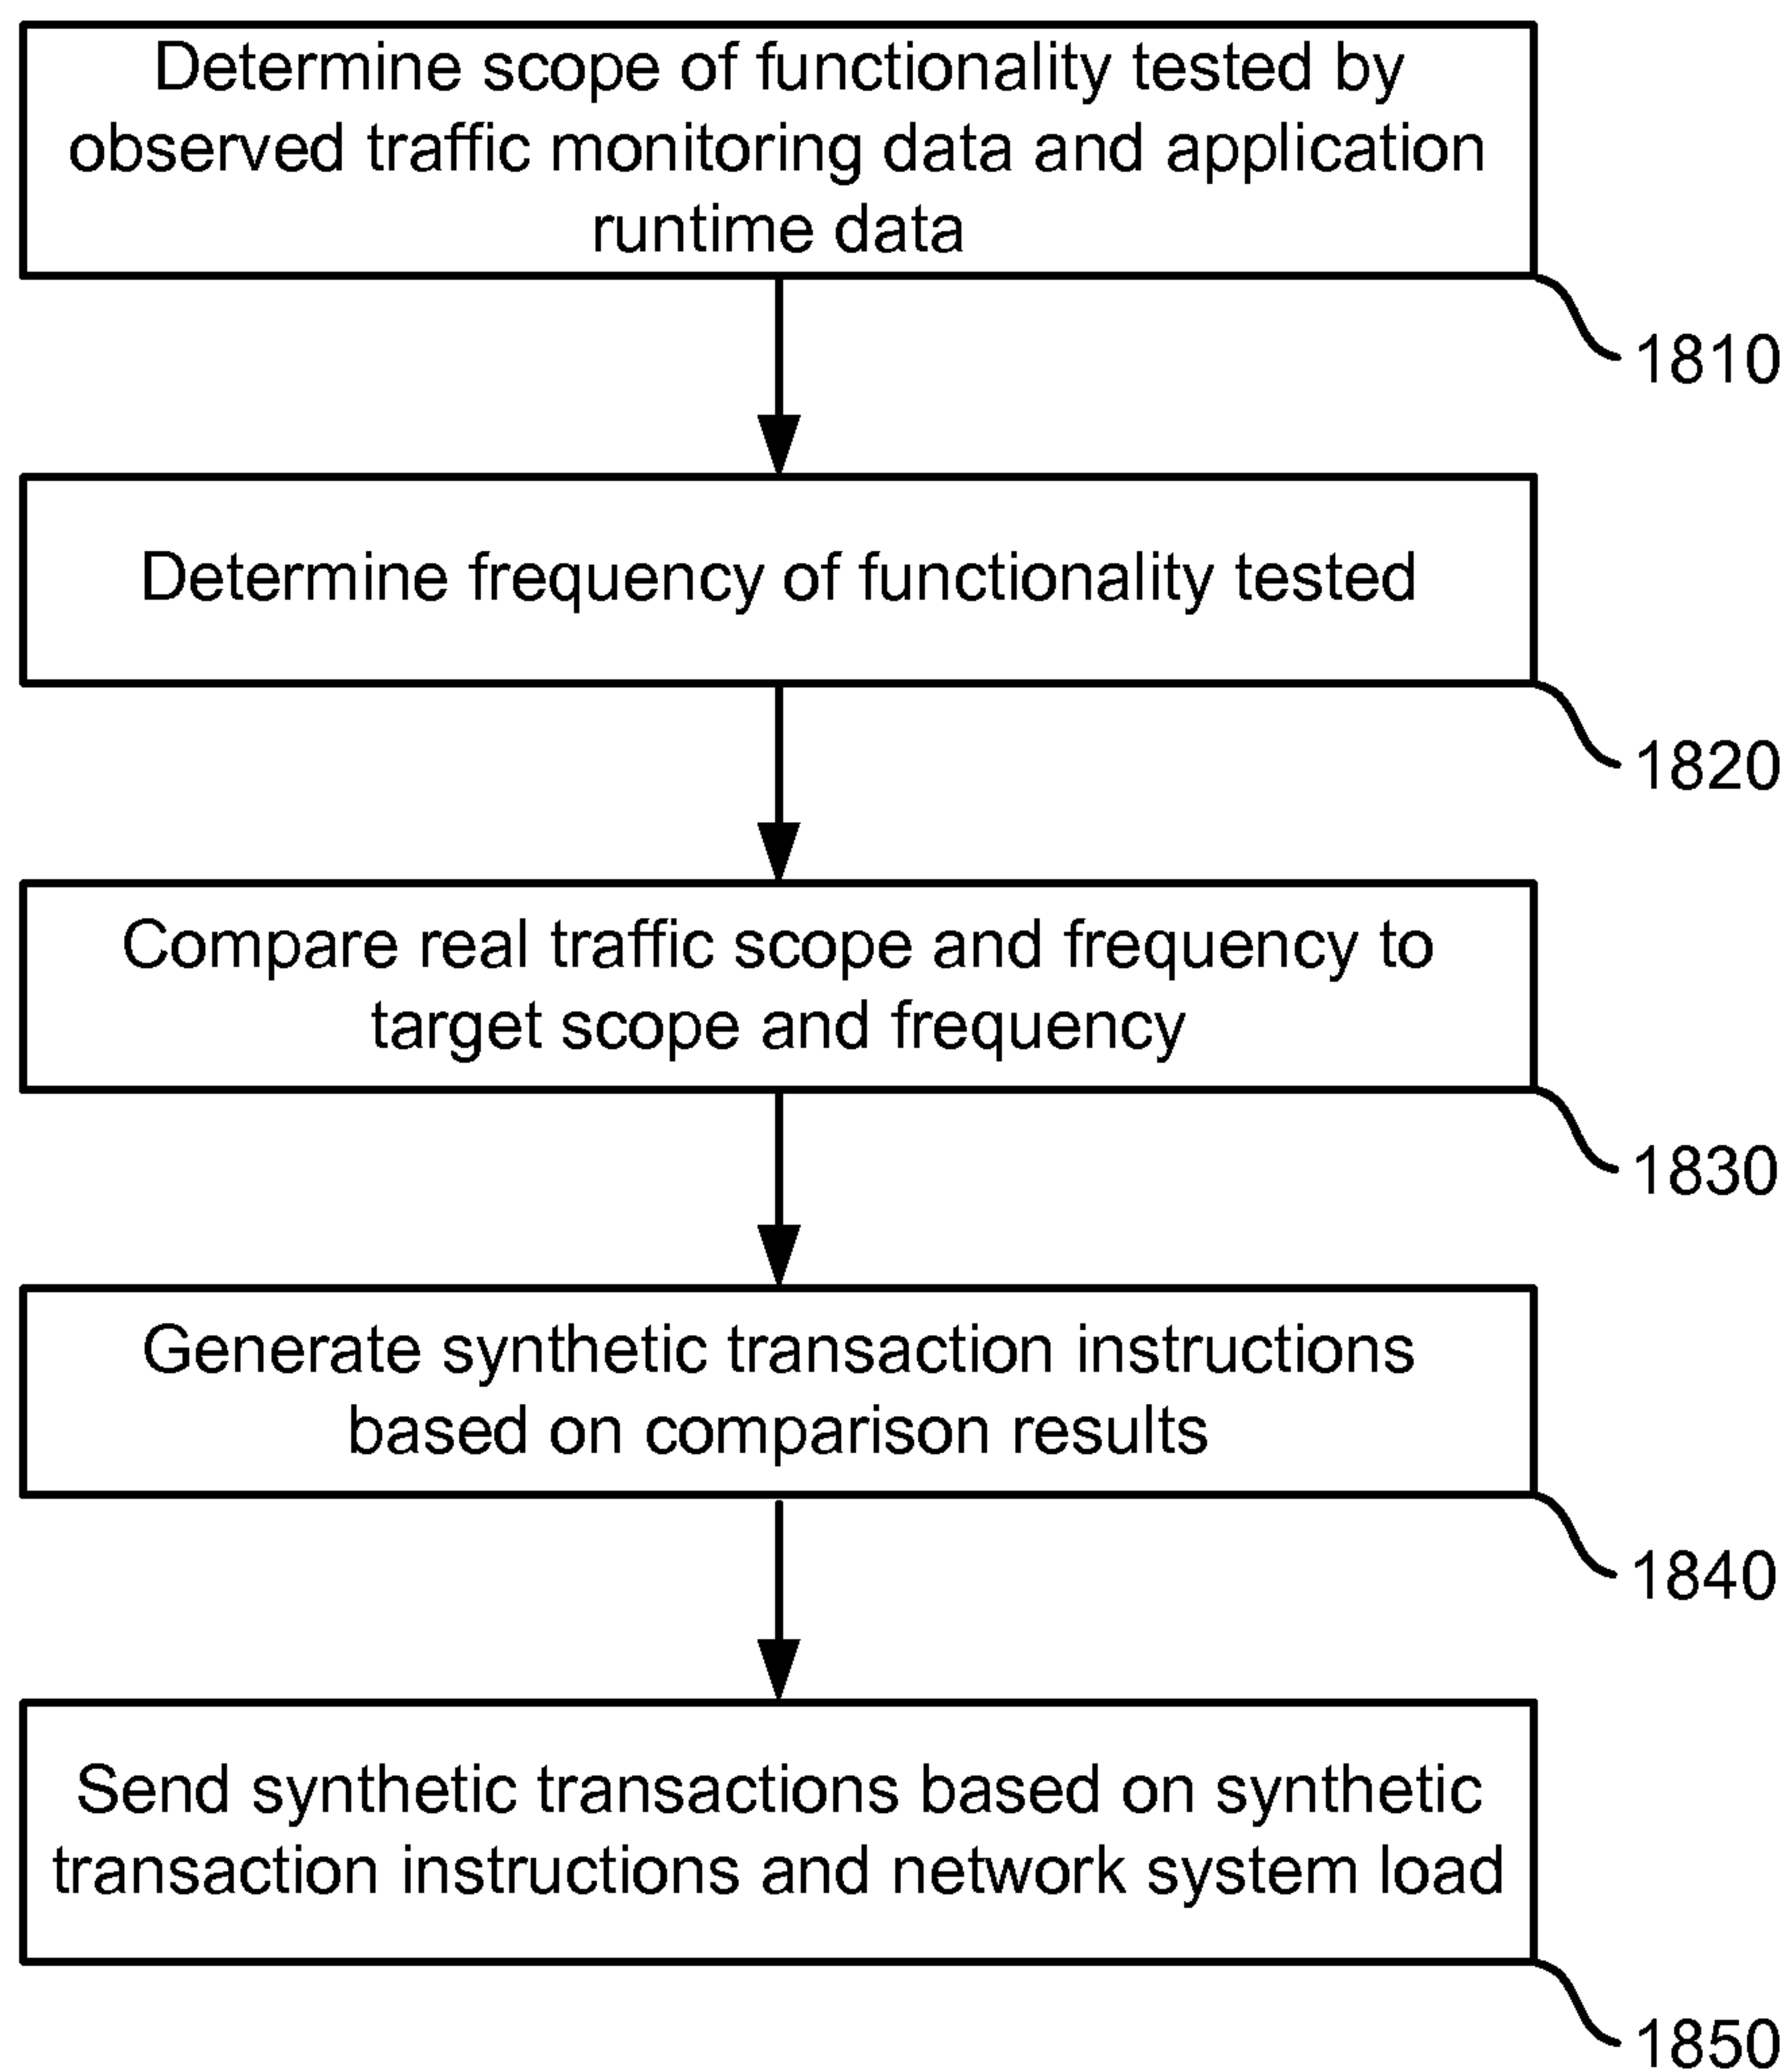 Determine scope of functionality tested by
observed traffic monitoring data and application
runtime data
1810
Determine frequency of functionality tested
1820
Compare real traffic scope and frequency to
target scope and frequency
1830
Generate synthetic transaction instructions
based on comparison results
1840
Send synthetic transactions based on synthetic
transaction instructions and network system load
1850